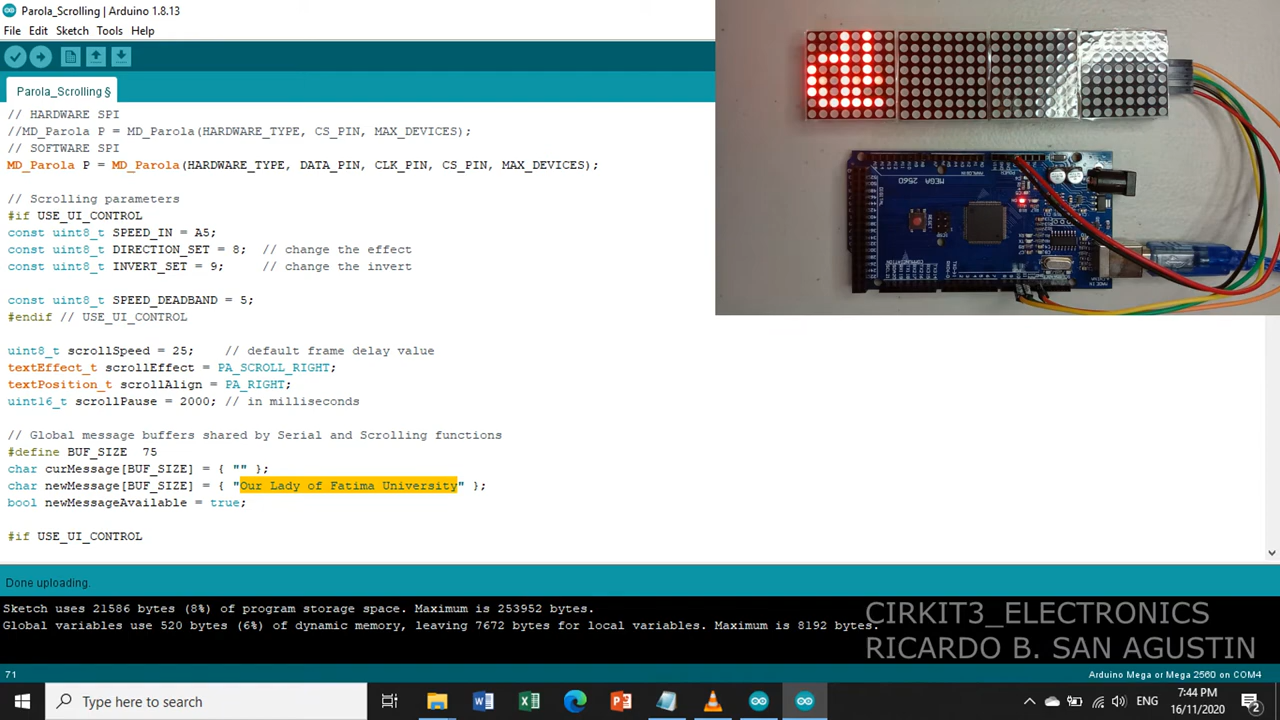 Parola_Scrolling | Arduino 1.8.13
File Edit Sketch Tools Help
Parola_Scrolling §
// HARDWARE SPI
//MD_Parola P = MD_Parola(HARDWARE_TYPE, CS_PIN, MAX_DEVICES);
// SOFTWARE SPI
MD_Parola P = MD_Parola(HARDWARE_TYPE, DATA_PIN, CLK_PIN, CS_PIN, MAX_DEVICES);
// Scrolling parameters
#if USE_UI_CONTROL
const uint8_t SPEED_IN = A5;
const uint8_t DIRECTION_SET = 8;  // change the effect
const uint8_t INVERT_SET = 9;     // change the invert
const uint8_t SPEED_DEADBAND = 5;
#endif // USE_UI_CONTROL
uint8_t scrollSpeed = 25;    // default frame delay value
textEffect_t scrollEffect = PA_SCROLL_RIGHT;
textPosition_t scrollAlign = PA_RIGHT;
uint16_t scrollPause = 2000; // in milliseconds
// Global message buffers shared by Serial and Scrolling functions
#define BUF_SIZE  75
char curMessage[BUF_SIZE] = { "" };
char newMessage[BUF_SIZE] = { "Our Lady of Fatima University" };
bool newMessageAvailable = true;
#if USE_UI_CONTROL
MEGA 2560
RESET
Done uploading.
Sketch uses 21586 bytes (8%) of program storage space. Maximum is 253952 bytes.
Global variables use 520 bytes (6%) of dynamic memory, leaving 7672 bytes for local variables. Maximum is 8192 bytes.
CIRKIT3_ELECTRONICS
RICARDO B. SAN AGUSTIN
71
Arduino Mega or Mega 2560 on COM4
Type here to search
ENG
7:44 PM
16/11/2020
2